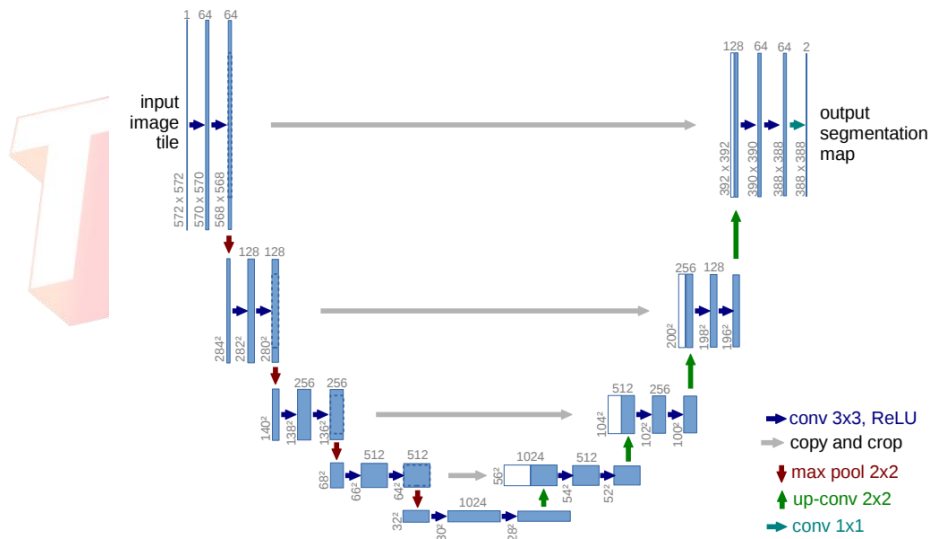 1 64 64
input
image
tile
572 x 572
570 x 570
568 x 568
128 64 64 2
392 x 392
390 x 390
388 x 388
388 x 388
output
segmentation
map
128 128
284²
282²
280²
256 128
200²
198²
196²
256 256
140²
138²
136²
512 256
104²
102²
100²
512 512
68²
66²
64²
1024 512
56²
54²
52²
1024
32²
30²
28²
conv 3x3, ReLU
copy and crop
max pool 2x2
up-conv 2x2
conv 1x1